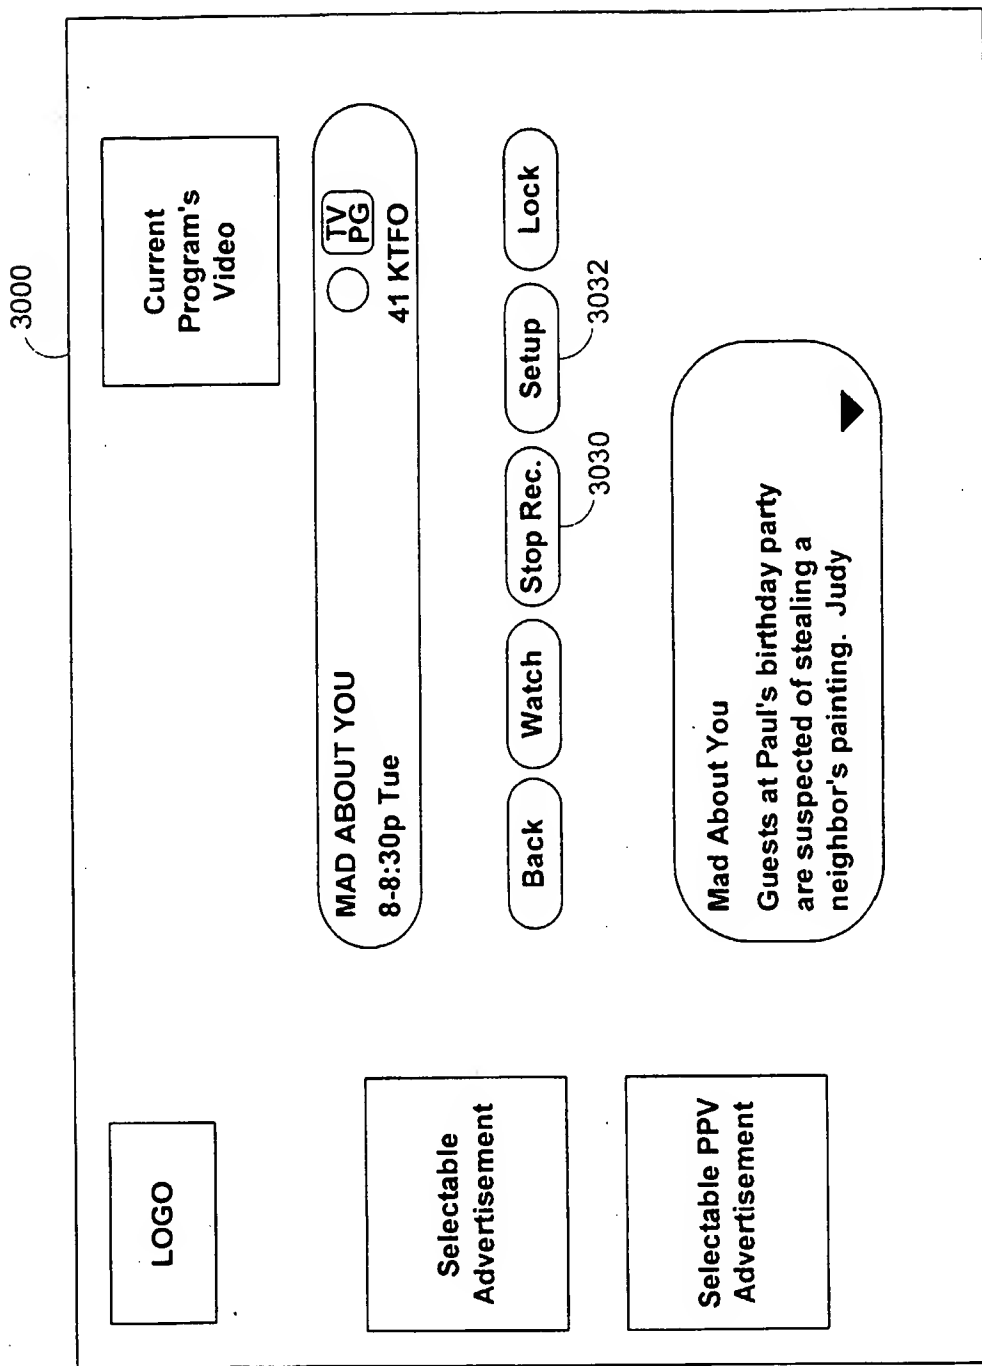 3000
LOGO
Current
Program's
Video
MAD ABOUT YOU
TV
PG
8-8:30p Tue
41 KTFO
Selectable
Advertisement
Back
Watch
Stop Rec.
Setup
Lock
3030
3032
Selectable PPV
Advertisement
Mad About You
Guests at Paul's birthday party
are suspected of stealing a
neighbor's painting. Judy